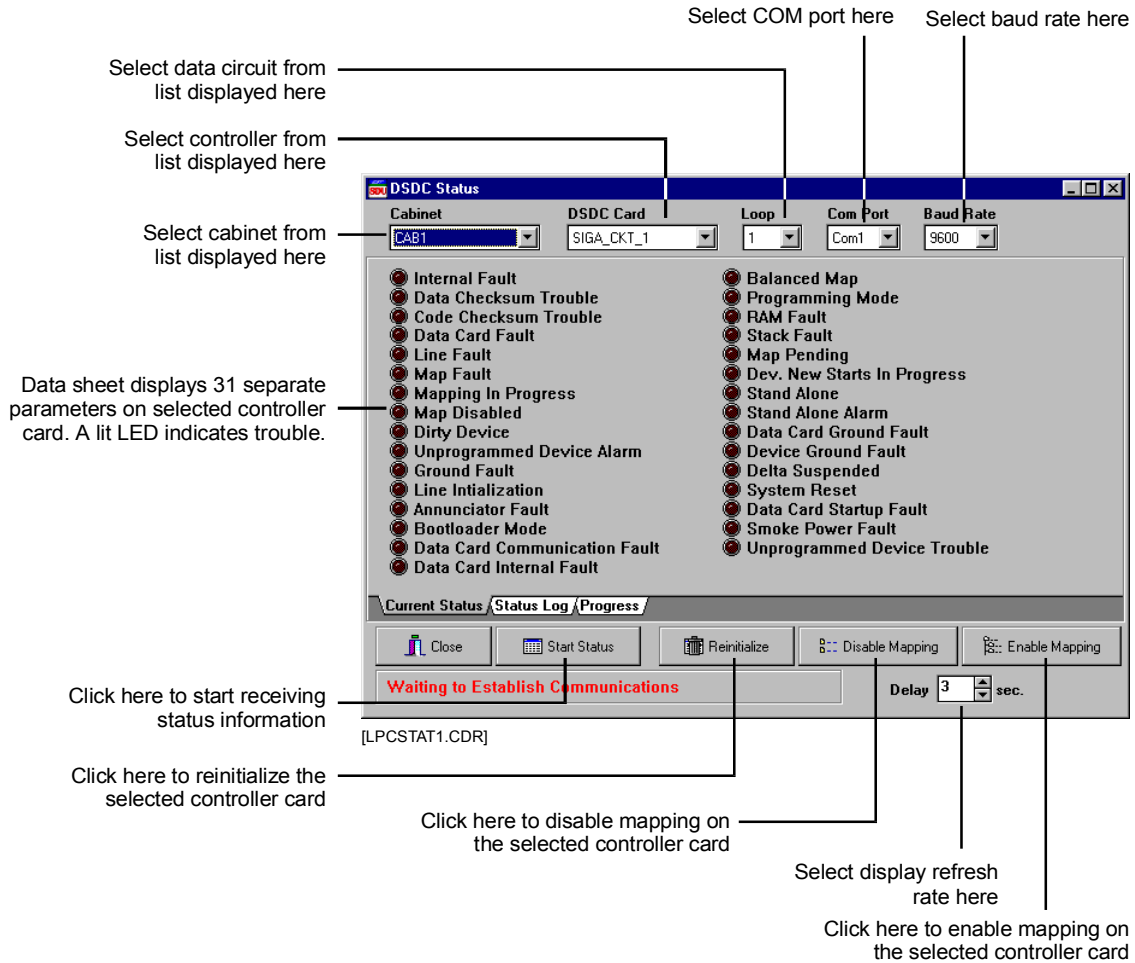 Select COM port here
Select baud rate here
Select data circuit from
list displayed here
Select controller from
list displayed here
Select cabinet from
list displayed here
SDU DSDC Status
Cabinet
DSDC Card
Loop
Com Port
Baud Rate
CAB1
SIGA_CKT_1
1
Com1
9600
Internal Fault
Data Checksum Trouble
Code Checksum Trouble
Data Card Fault
Line Fault
Map Fault
Mapping In Progress
Map Disabled
Dirty Device
Unprogrammed Device Alarm
Ground Fault
Line Intialization
Annunciator Fault
Bootloader Mode
Data Card Communication Fault
Data Card Internal Fault
Balanced Map
Programming Mode
RAM Fault
Stack Fault
Map Pending
Dev. New Starts In Progress
Stand Alone
Stand Alone Alarm
Data Card Ground Fault
Device Ground Fault
Delta Suspended
System Reset
Data Card Startup Fault
Smoke Power Fault
Unprogrammed Device Trouble
Data sheet displays 31 separate
parameters on selected controller
card. A lit LED indicates trouble.
Current Status
Status Log
Progress
Close
Start Status
Reinitialize
Disable Mapping
Enable Mapping
Waiting to Establish Communications
Delay 3 sec.
Click here to start receiving
status information
[LPCSTAT1.CDR]
Click here to reinitialize the
selected controller card
Click here to disable mapping on
the selected controller card
Select display refresh
rate here
Click here to enable mapping on
the selected controller card